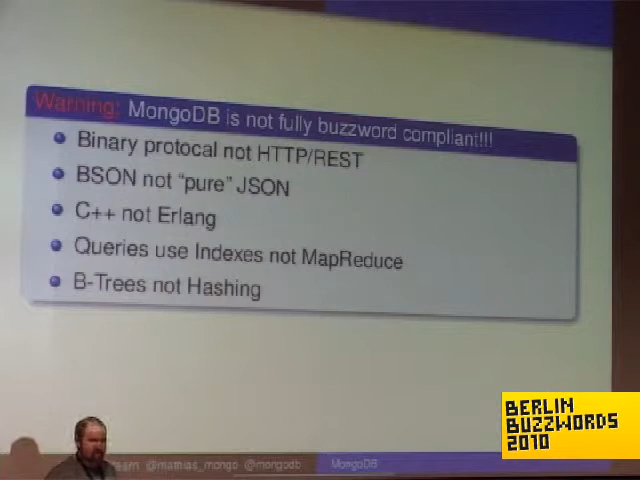 Warning: MongoDB is not fully buzzword compliant!!!
Binary protocal not HTTP/REST
BSON not "pure" JSON
C++ not Erlang
Queries use Indexes not MapReduce
B-Trees not Hashing
BERLIN
BUZZWORDS
2010
@mathias_mongo @mongodb
MongoDB